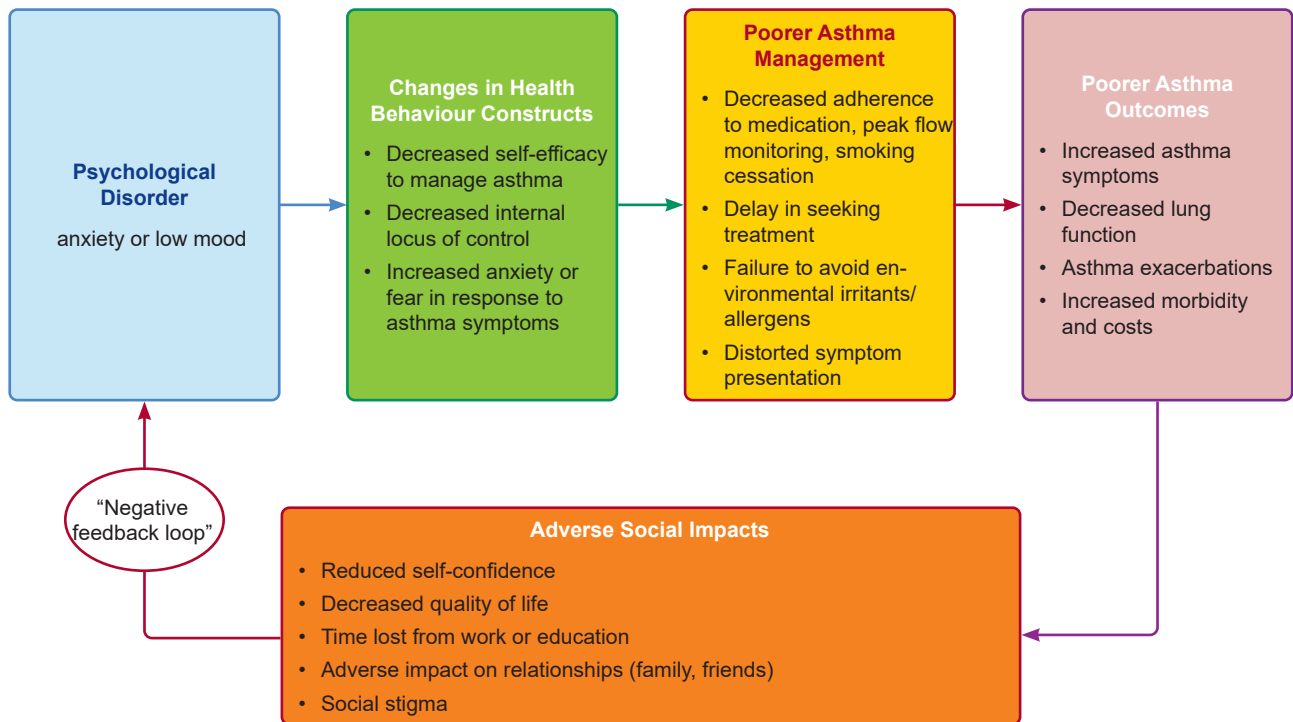 Psychological
Disorder
anxiety or low mood
Changes in Health
Behaviour Constructs
• Decreased self-efficacy
to manage asthma
• Decreased internal
locus of control
• Increased anxiety or
fear in response to
asthma symptoms
Poorer Asthma
Management
• Decreased adherence
to medication, peak flow
monitoring, smoking
cessation
• Delay in seeking
treatment
• Failure to avoid en-
vironmental irritants/
allergens
• Distorted symptom
presentation
Poorer Asthma
Outcomes
• Increased asthma
symptoms
• Decreased lung
function
• Asthma exacerbations
• Increased morbidity
and costs
“Negative
feedback loop”
Adverse Social Impacts
• Reduced self-confidence
• Decreased quality of life
• Time lost from work or education
• Adverse impact on relationships (family, friends)
• Social stigma